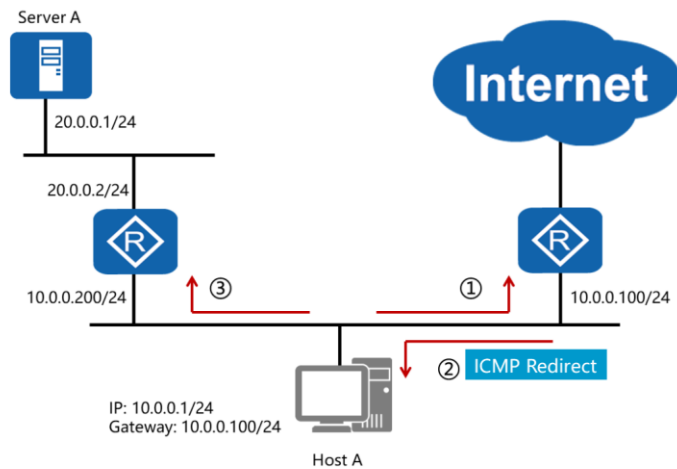 Server A
Internet
20.0.0.1/24
20.0.0.2/24
R
R
10.0.0.200/24
③
①
10.0.0.100/24
② ICMP Redirect
IP: 10.0.0.1/24
Gateway: 10.0.0.100/24
Host A